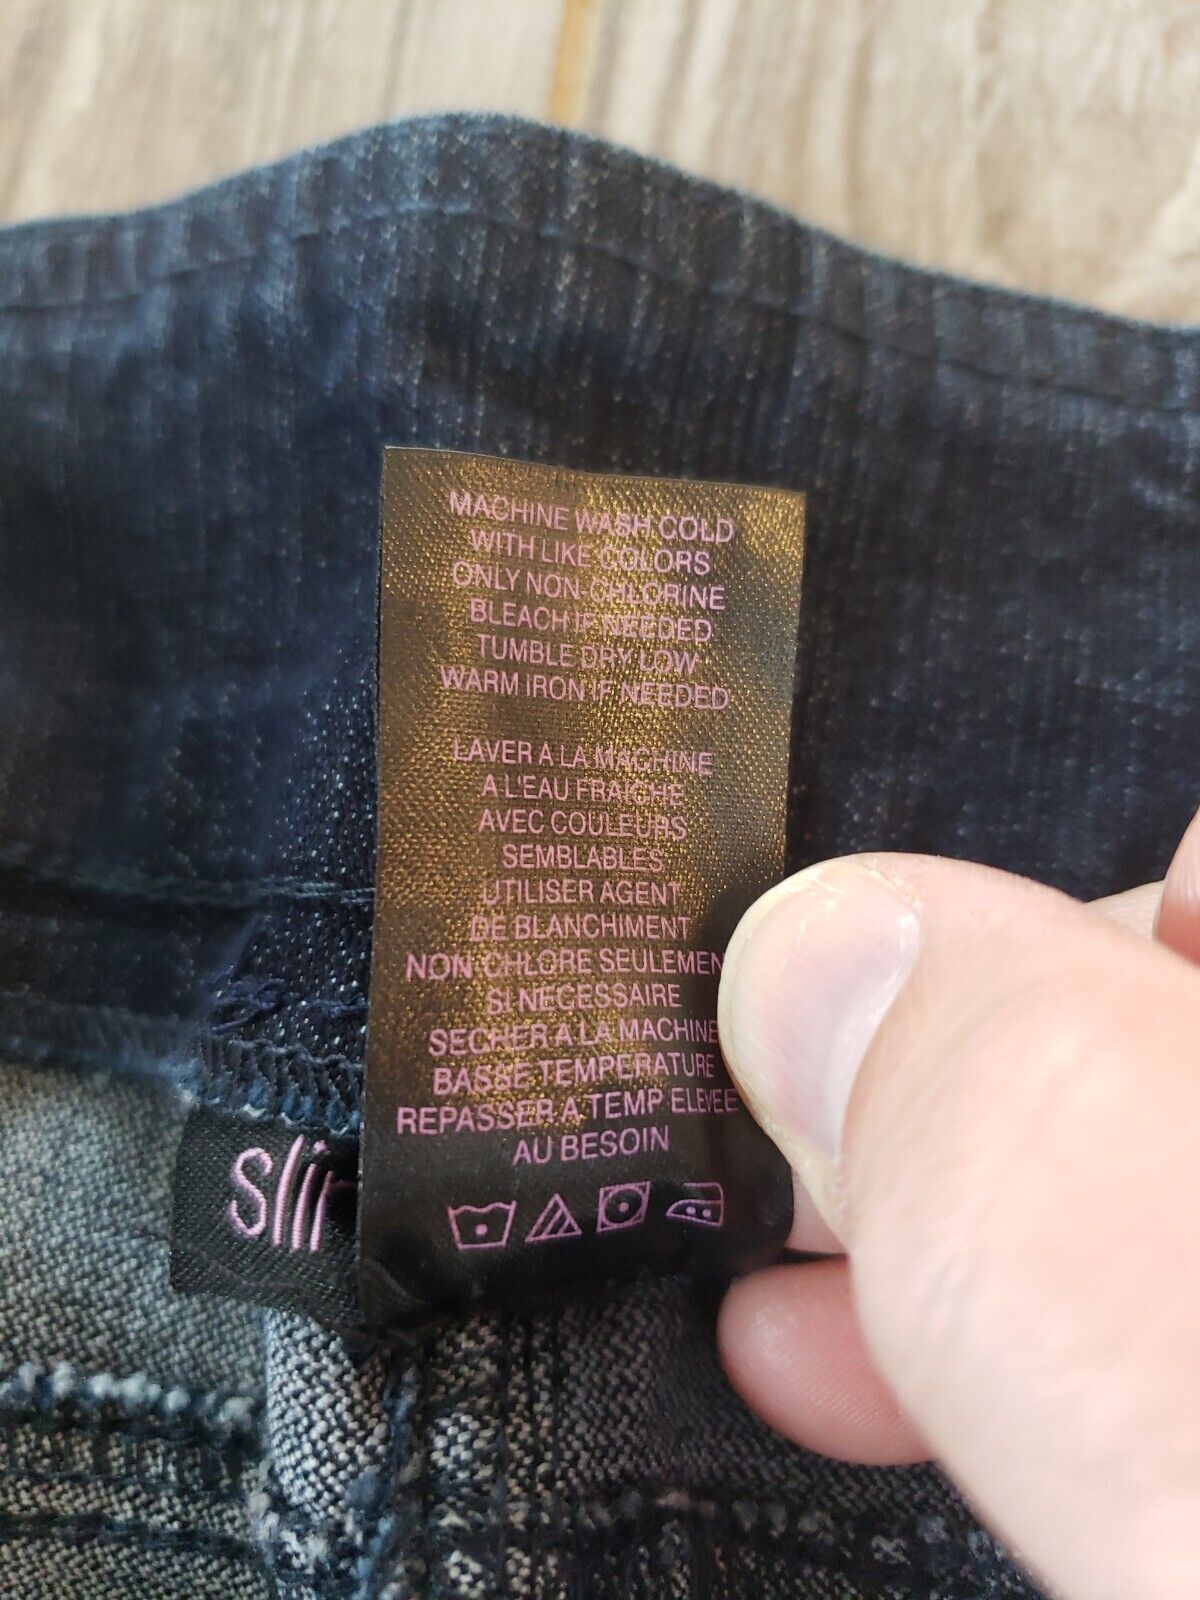 MACHINE WASH COLD
WITH LIKE COLORS
ONLY NON-CHLORINE
BLEACH IF NEEDED
TUMBLE DRY LOW
WARM IRON IF NEEDED
LAVER A LA MACHINE
A L'EAU FRAICHE
AVEC COULEURS
SEMBLABLES
UTILISER AGENT
DE BLANCHIMENT
NON CHLORE SEULEMEN
SI NECESSAIRE
SECHER A LA MACHINE
BASSE TEMPERATURE
REPASSER A TEMP ELEVEE
AU BESOIN